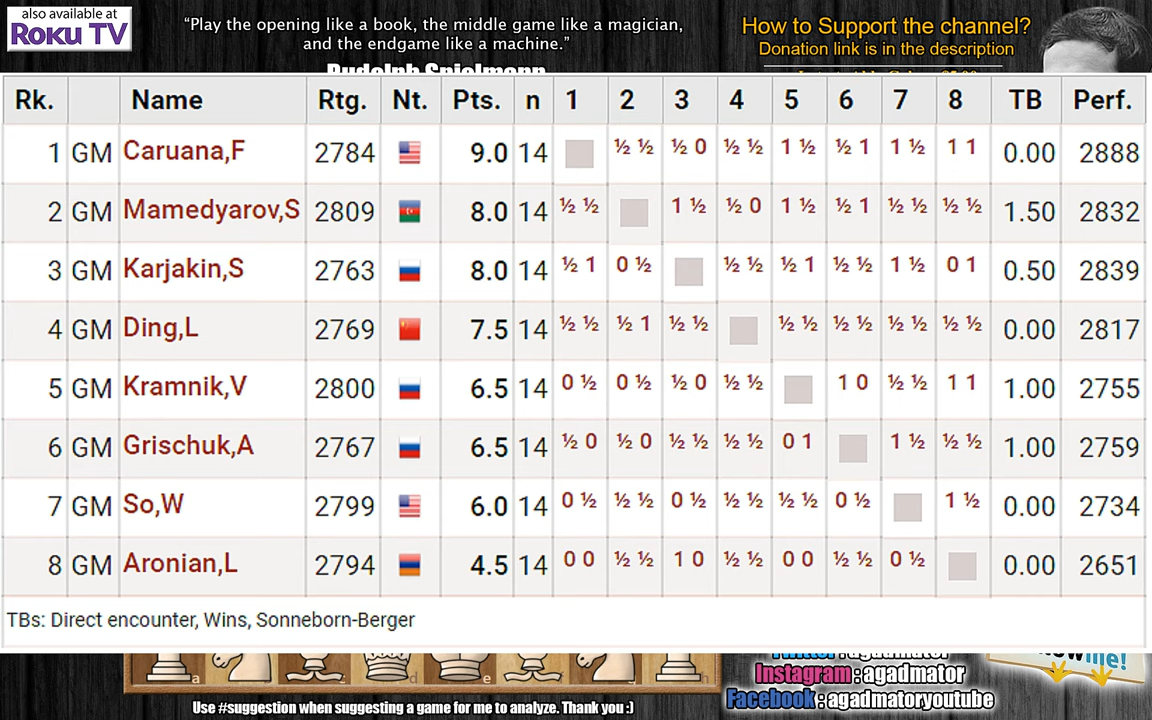 also available at
Roku TV
“Play the opening like a book, the middle game like a magician,
and the endgame like a machine.”
Rudolph Spielmann
How to Support the channel?
Donation link is in the description
Rk. Name Rtg. Nt. Pts. n 1 2 3 4 5 6 7 8 TB Perf.
1 GM Caruana,F 2784 9.0 14 ½ ½ ½ 0 ½ ½ 1 ½ ½ 1 1 ½ 1 1 0.00 2888
2 GM Mamedyarov,S 2809 8.0 14 ½ ½ 1 ½ ½ 0 1 ½ ½ 1 ½ ½ ½ ½ 1.50 2832
3 GM Karjakin,S 2763 8.0 14 ½ 1 0 ½ ½ ½ ½ 1 ½ ½ 1 ½ 0 1 0.50 2839
4 GM Ding,L 2769 7.5 14 ½ ½ ½ 1 ½ ½ ½ ½ ½ ½ ½ ½ ½ ½ 0.00 2817
5 GM Kramnik,V 2800 6.5 14 0 ½ 0 ½ ½ 0 ½ ½ 1 0 ½ ½ 1 1 1.00 2755
6 GM Grischuk,A 2767 6.5 14 ½ 0 ½ 0 ½ ½ ½ ½ 0 1 1 ½ ½ ½ 1.00 2759
7 GM So,W 2799 6.0 14 0 ½ ½ ½ 0 ½ ½ ½ ½ ½ 0 ½ 1 ½ 0.00 2734
8 GM Aronian,L 2794 4.5 14 0 0 ½ ½ 1 0 ½ ½ 0 0 ½ ½ 0 ½ 0.00 2651
TBs: Direct encounter, Wins, Sonneborn-Berger
a d e h
Twitter : agadmator
Instagram : agadmator
Facebook : agadmatoryoutube
me!
Use #suggestion when suggesting a game for me to analyze. Thank you :)